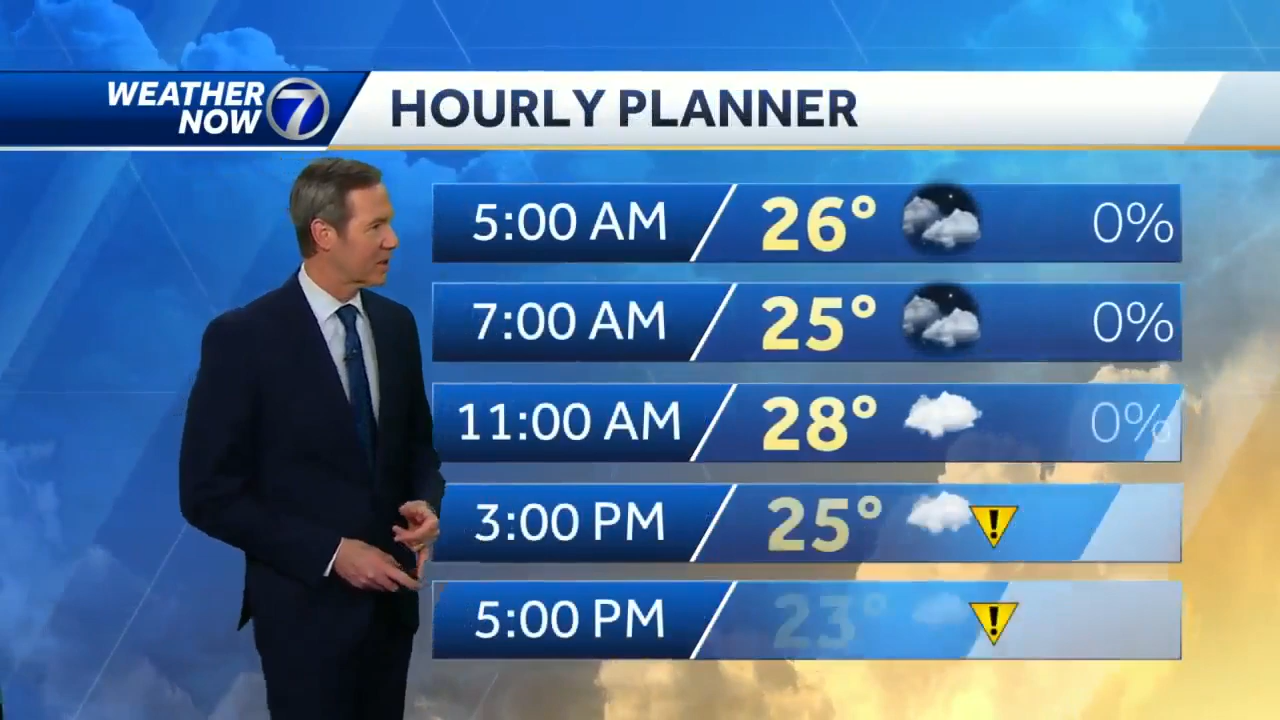 WEATHER
NOW 7
HOURLY PLANNER
5:00 AM 26° 0%
7:00 AM 25° 0%
11:00 AM 28° 0%
3:00 PM 25° !
5:00 PM 23° !